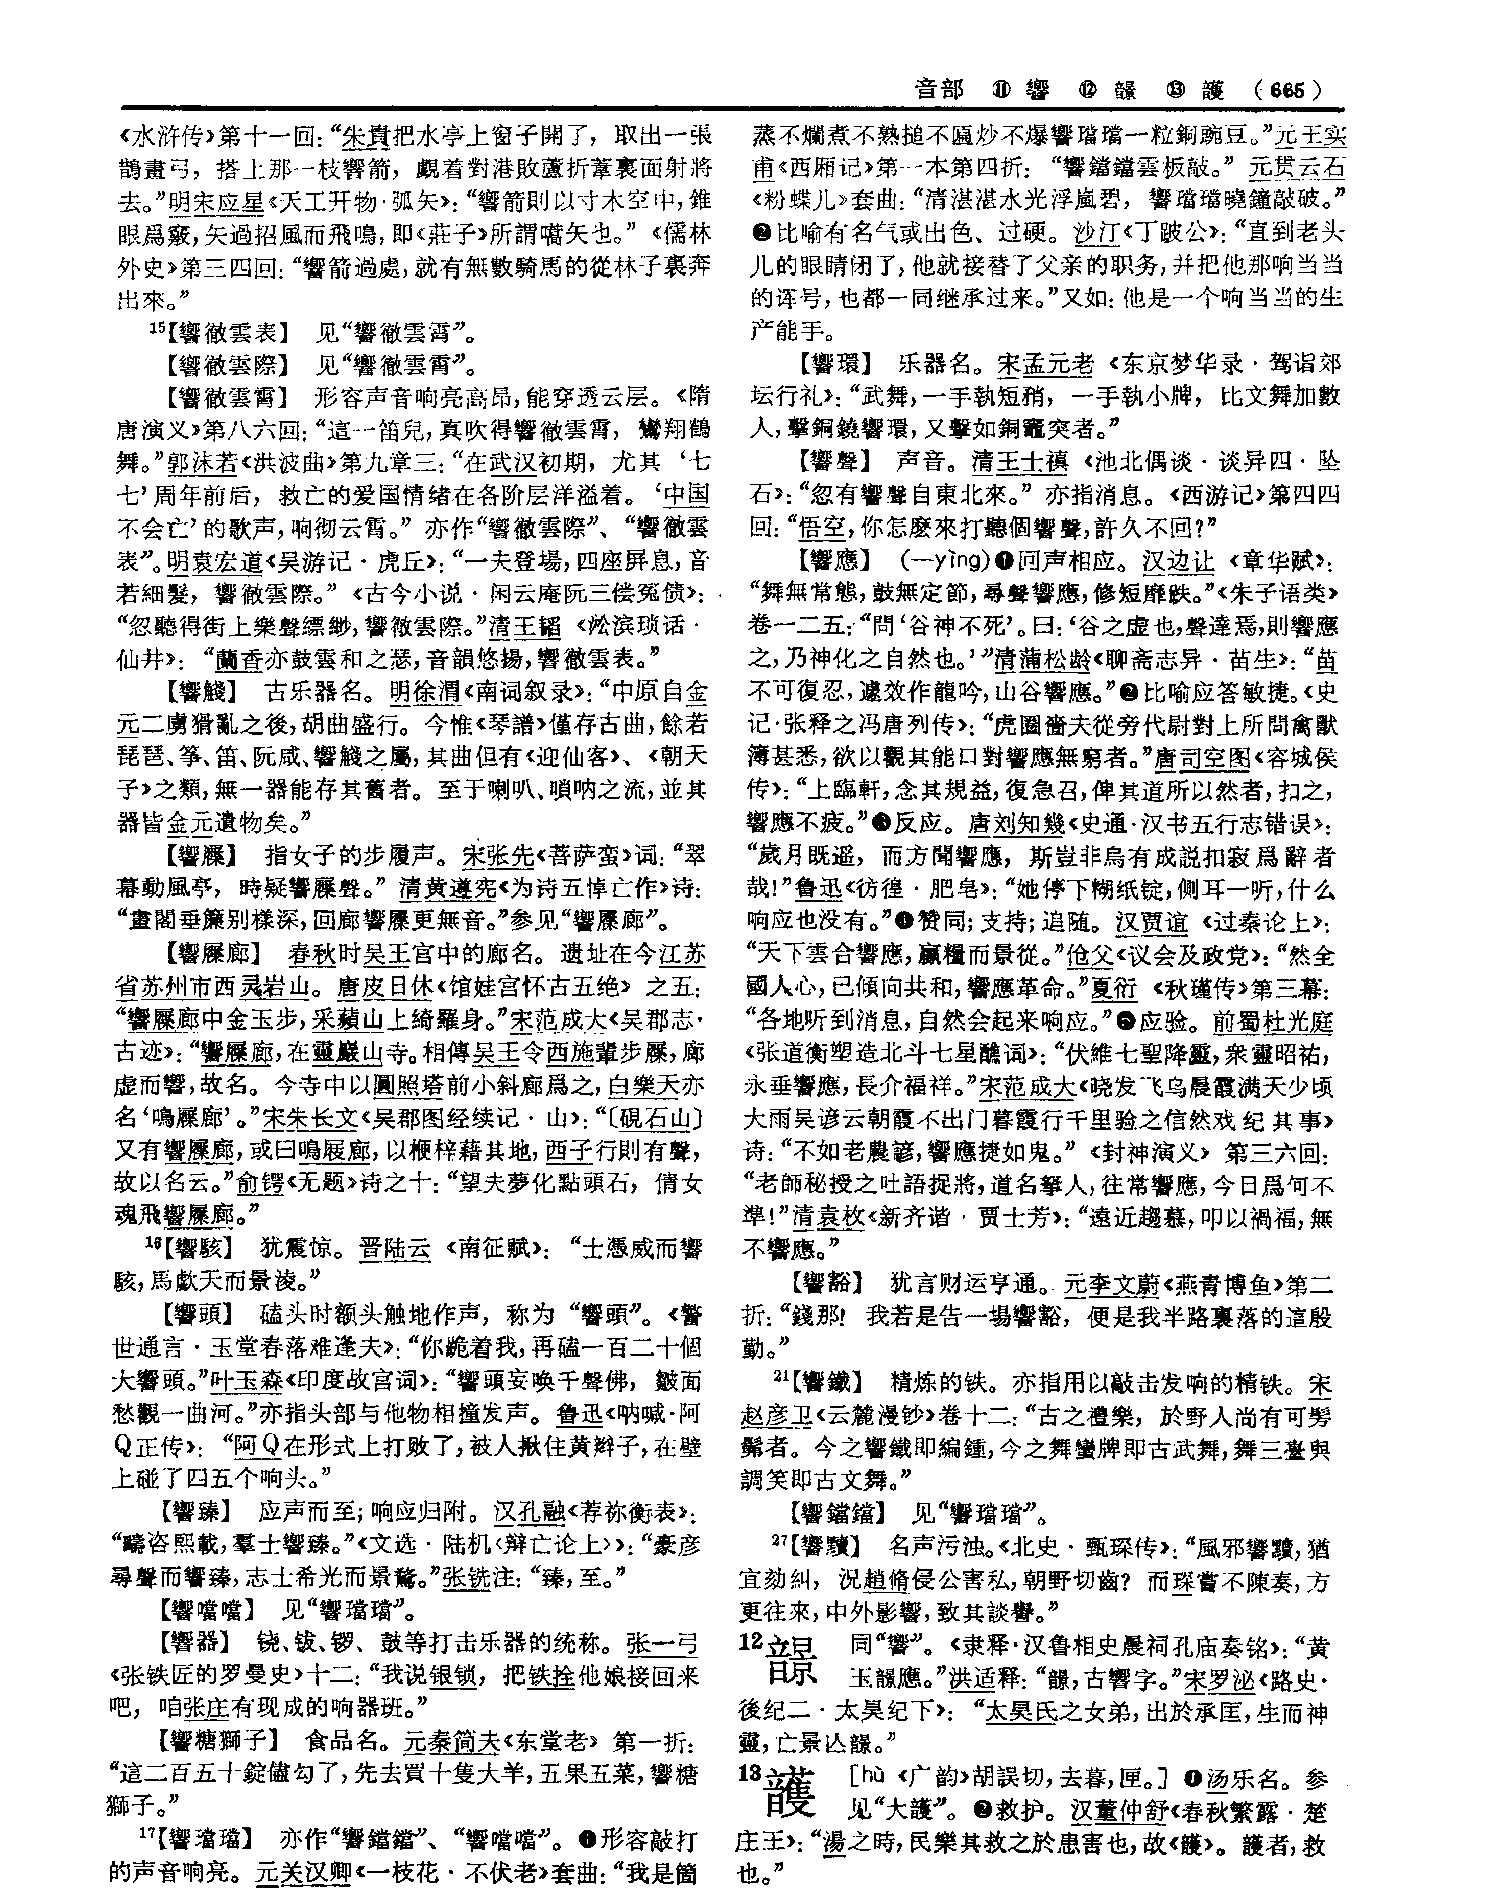 音部 ⑪響 ⑫韻 ⑬頀 （665）
《水浒传》第十一回：“朱貴把水亭上窗子開了，取出一張
鵲畫弓，搭上那一枝響箭，覷着對港敗蘆折葦裏面射將
去。”明宋应星《天工开物·弧矢》：“響箭則以寸木空中，錐
眼爲竅，矢過招風而飛鳴，即《莊子》所謂嚆矢也。”《儒林
外史》第三四回：“響箭過處，就有無數騎馬的從林子裏奔
出來。”
15【響徹雲表】 见“響徹雲霄”。
【響徹雲際】 见“響徹雲霄”。
【響徹雲霄】 形容声音响亮高昂，能穿透云层。《隋
唐演义》第八六回：“這一笛兒，真吹得響徹雲霄，鸞翔鶴
舞。”郭沫若《洪波曲》第九章三：“在武汉初期，尤其‘七
七’周年前后，救亡的爱国情绪在各阶层洋溢着。‘中国
不会亡’的歌声，响彻云霄。”亦作“響徹雲際”、“響徹雲
表”。明袁宏道《吴游记·虎丘》：“一夫登場，四座屏息，音
若細髮，響徹雲際。”《古今小说·闲云庵阮三偿冤债》：
“忽聽得街上樂聲縹緲，響徹雲際。”清王韬《淞滨琐话·
仙井》：“蘭香亦鼓雲和之瑟，音韻悠揚，響徹雲表。”
【響觱】 古乐器名。明徐渭《南词叙录》：“中原自金
元二虜猾亂之後，胡曲盛行。今惟《琴譜》僅存古曲，餘若
琵琶、筝、笛、阮咸、響觱之屬，其曲但有《迎仙客》、《朝天
子》之類，無一器能存其舊者。至于喇叭、嗩吶之流，並其
器皆金元遺物矣。”
【響屧】 指女子的步履声。宋张先《菩萨蛮》词：“翠
幕動風亭，時疑響屧聲。”清黄遵宪《为诗五悼亡作》诗：
“畫閣垂簾别樣深，回廊響屧更無音。”参见“響屧廊”。
【響屧廊】 春秋时吴王宫中的廊名。遗址在今江苏
省苏州市西灵岩山。唐皮日休《馆娃宫怀古五绝》之五：
“響屧廊中金玉步，采蘋山上綺羅身。”宋范成大《吴郡志·
古迹》：“響屧廊，在靈巖山寺。相傳吴王令西施輩步屧，廊
虚而響，故名。今寺中以圓照塔前小斜廊爲之，白樂天亦
名‘鳴屧廊’。”宋朱长文《吴郡图经续记·山》：“〔硯石山〕
又有響屧廊，或曰鳴屐廊，以楩梓藉其地，西子行則有聲，
故以名云。”俞锷《无题》诗之十：“望夫夢化點頭石，倩女
魂飛響屧廊。”
16【響駭】 犹震惊。晋陆云《南征赋》：“士憑威而響
駭，馬歔天而景淩。”
【響頭】 磕头时额头触地作声，称为“響頭”。《警
世通言·玉堂春落难逢夫》：“你跪着我，再磕一百二十個
大響頭。”叶玉森《印度故宫词》：“響頭妄唤千聲佛，皺面
愁觀一曲河。”亦指头部与他物相撞发声。鲁迅《呐喊·阿
Q正传》：“阿Q在形式上打败了，被人揪住黄辫子，在壁
上碰了四五个响头。”
【響臻】 应声而至；响应归附。汉孔融《荐祢衡表》：
“疇咨熙載，羣士響臻。”《文选·陆机〈辩亡论上〉》：“豪彦
尋聲而響臻，志士希光而景騖。”张铣注：“臻，至。”
【響噹噹】 见“響璫璫”。
【響器】 铙、钹、锣、鼓等打击乐器的统称。张一弓
《张铁匠的罗曼史》十二：“我说银锁，把铁拴他娘接回来
吧，咱张庄有现成的响器班。”
【響糖獅子】 食品名。元秦简夫《东堂老》第一折：
“這二百五十錠儘勾了，先去買十隻大羊，五果五菜，響糖
獅子。”
17【響璫璫】 亦作“響鐺鐺”、“響噹噹”。❶形容敲打
的声音响亮。元关汉卿《一枝花·不伏老》套曲：“我是箇
蒸不爛煮不熟搥不匾炒不爆響璫璫一粒銅豌豆。”元王实
甫《西厢记》第一本第四折：“響鐺鐺雲板敲。”元贯云石
《粉蝶儿》套曲：“清湛湛水光浮嵐碧，響璫璫曉鐘敲破。”
❷比喻有名气或出色、过硬。沙汀《丁跛公》：“直到老头
儿的眼睛闭了，他就接替了父亲的职务，并把他那响当当
的诨号，也都一同继承过来。”又如：他是一个响当当的生
产能手。
【響環】 乐器名。宋孟元老《东京梦华录·驾诣郊
坛行礼》：“武舞，一手執短矟，一手執小牌，比文舞加數
人，擊銅鐃響環，又擊如銅竈突者。”
【響聲】 声音。清王士禛《池北偶谈·谈异四·坠
石》：“忽有響聲自東北來。”亦指消息。《西游记》第四四
回：“悟空，你怎麽來打聽個響聲，許久不回？”
【響應】 （—yìng）❶回声相应。汉边让《章华赋》：
“舞無常態，鼓無定節，尋聲響應，修短靡跌。”《朱子语类》
卷一二五：“問‘谷神不死’。曰：‘谷之虚也，聲達焉，則響應
之，乃神化之自然也。’”清蒲松龄《聊斋志异·苗生》：“苗
不可復忍，遽效作龍吟，山谷響應。”❷比喻应答敏捷。《史
记·张释之冯唐列传》：“虎圈嗇夫從旁代尉對上所問禽獸
簿甚悉，欲以觀其能口對響應無窮者。”唐司空图《容城侯
传》：“上臨軒，念其規益，復急召，俾其道所以然者，扣之，
響應不疲。”❸反应。唐刘知幾《史通·汉书五行志错误》：
“歲月既遥，而方聞響應，斯豈非烏有成説扣寂爲辭者
哉！”鲁迅《彷徨·肥皂》：“她停下糊纸锭，侧耳一听，什么
响应也没有。”❹赞同；支持；追随。汉贾谊《过秦论上》：
“天下雲合響應，贏糧而景從。”伧父《议会及政党》：“然全
國人心，已傾向共和，響應革命。”夏衍《秋瑾传》第三幕：
“各地听到消息，自然会起来响应。”❺应验。前蜀杜光庭
《张道衡塑造北斗七星醮词》：“伏維七聖降靈，衆靈昭祐，
永垂響應，長介福祥。”宋范成大《晓发飞乌晨霞满天少顷
大雨吴谚云朝霞不出门暮霞行千里验之信然戏纪其事》
诗：“不如老農諺，響應捷如鬼。”《封神演义》第三六回：
“老師秘授之吐語捉將，道名拏人，往常響應，今日爲何不
準！”清袁枚《新齐谐·贾士芳》：“遠近趨慕，叩以禍福，無
不響應。”
【響豁】 犹言财运亨通。元李文蔚《燕青博鱼》第二
折：“錢那！我若是告一場響豁，便是我半路裏落的這殷
勤。”
21【響鐵】 精炼的铁。亦指用以敲击发响的精铁。宋
赵彦卫《云麓漫钞》卷十二：“古之禮樂，於野人尚有可髣
髴者。今之響鐵即編鍾，今之舞蠻牌即古武舞，舞三臺與
調笑即古文舞。”
【響鐺鐺】 见“響璫璫”。
27【響黷】 名声污浊。《北史·甄琛传》：“風邪響黷，猶
宜劾糾，況趙脩侵公害私，朝野切齒？而琛嘗不陳奏，方
更往來，中外影響，致其談譽。”
12 同“響”。《隶释·汉鲁相史晨祠孔庙奏铭》：“黄
玉應。”洪适释：“，古響字。”宋罗泌《路史·
後纪二·太昊纪下》：“太昊氏之女弟，出於承匡，生而神
靈，亡景亾。”
13頀 ［hù《广韵》胡誤切，去暮，匣。］❶汤乐名。参
见“大頀”。❷救护。汉董仲舒《春秋繁露·楚
庄王》：“湯之時，民樂其救之於患害也，故《頀》。頀者，救
也。”